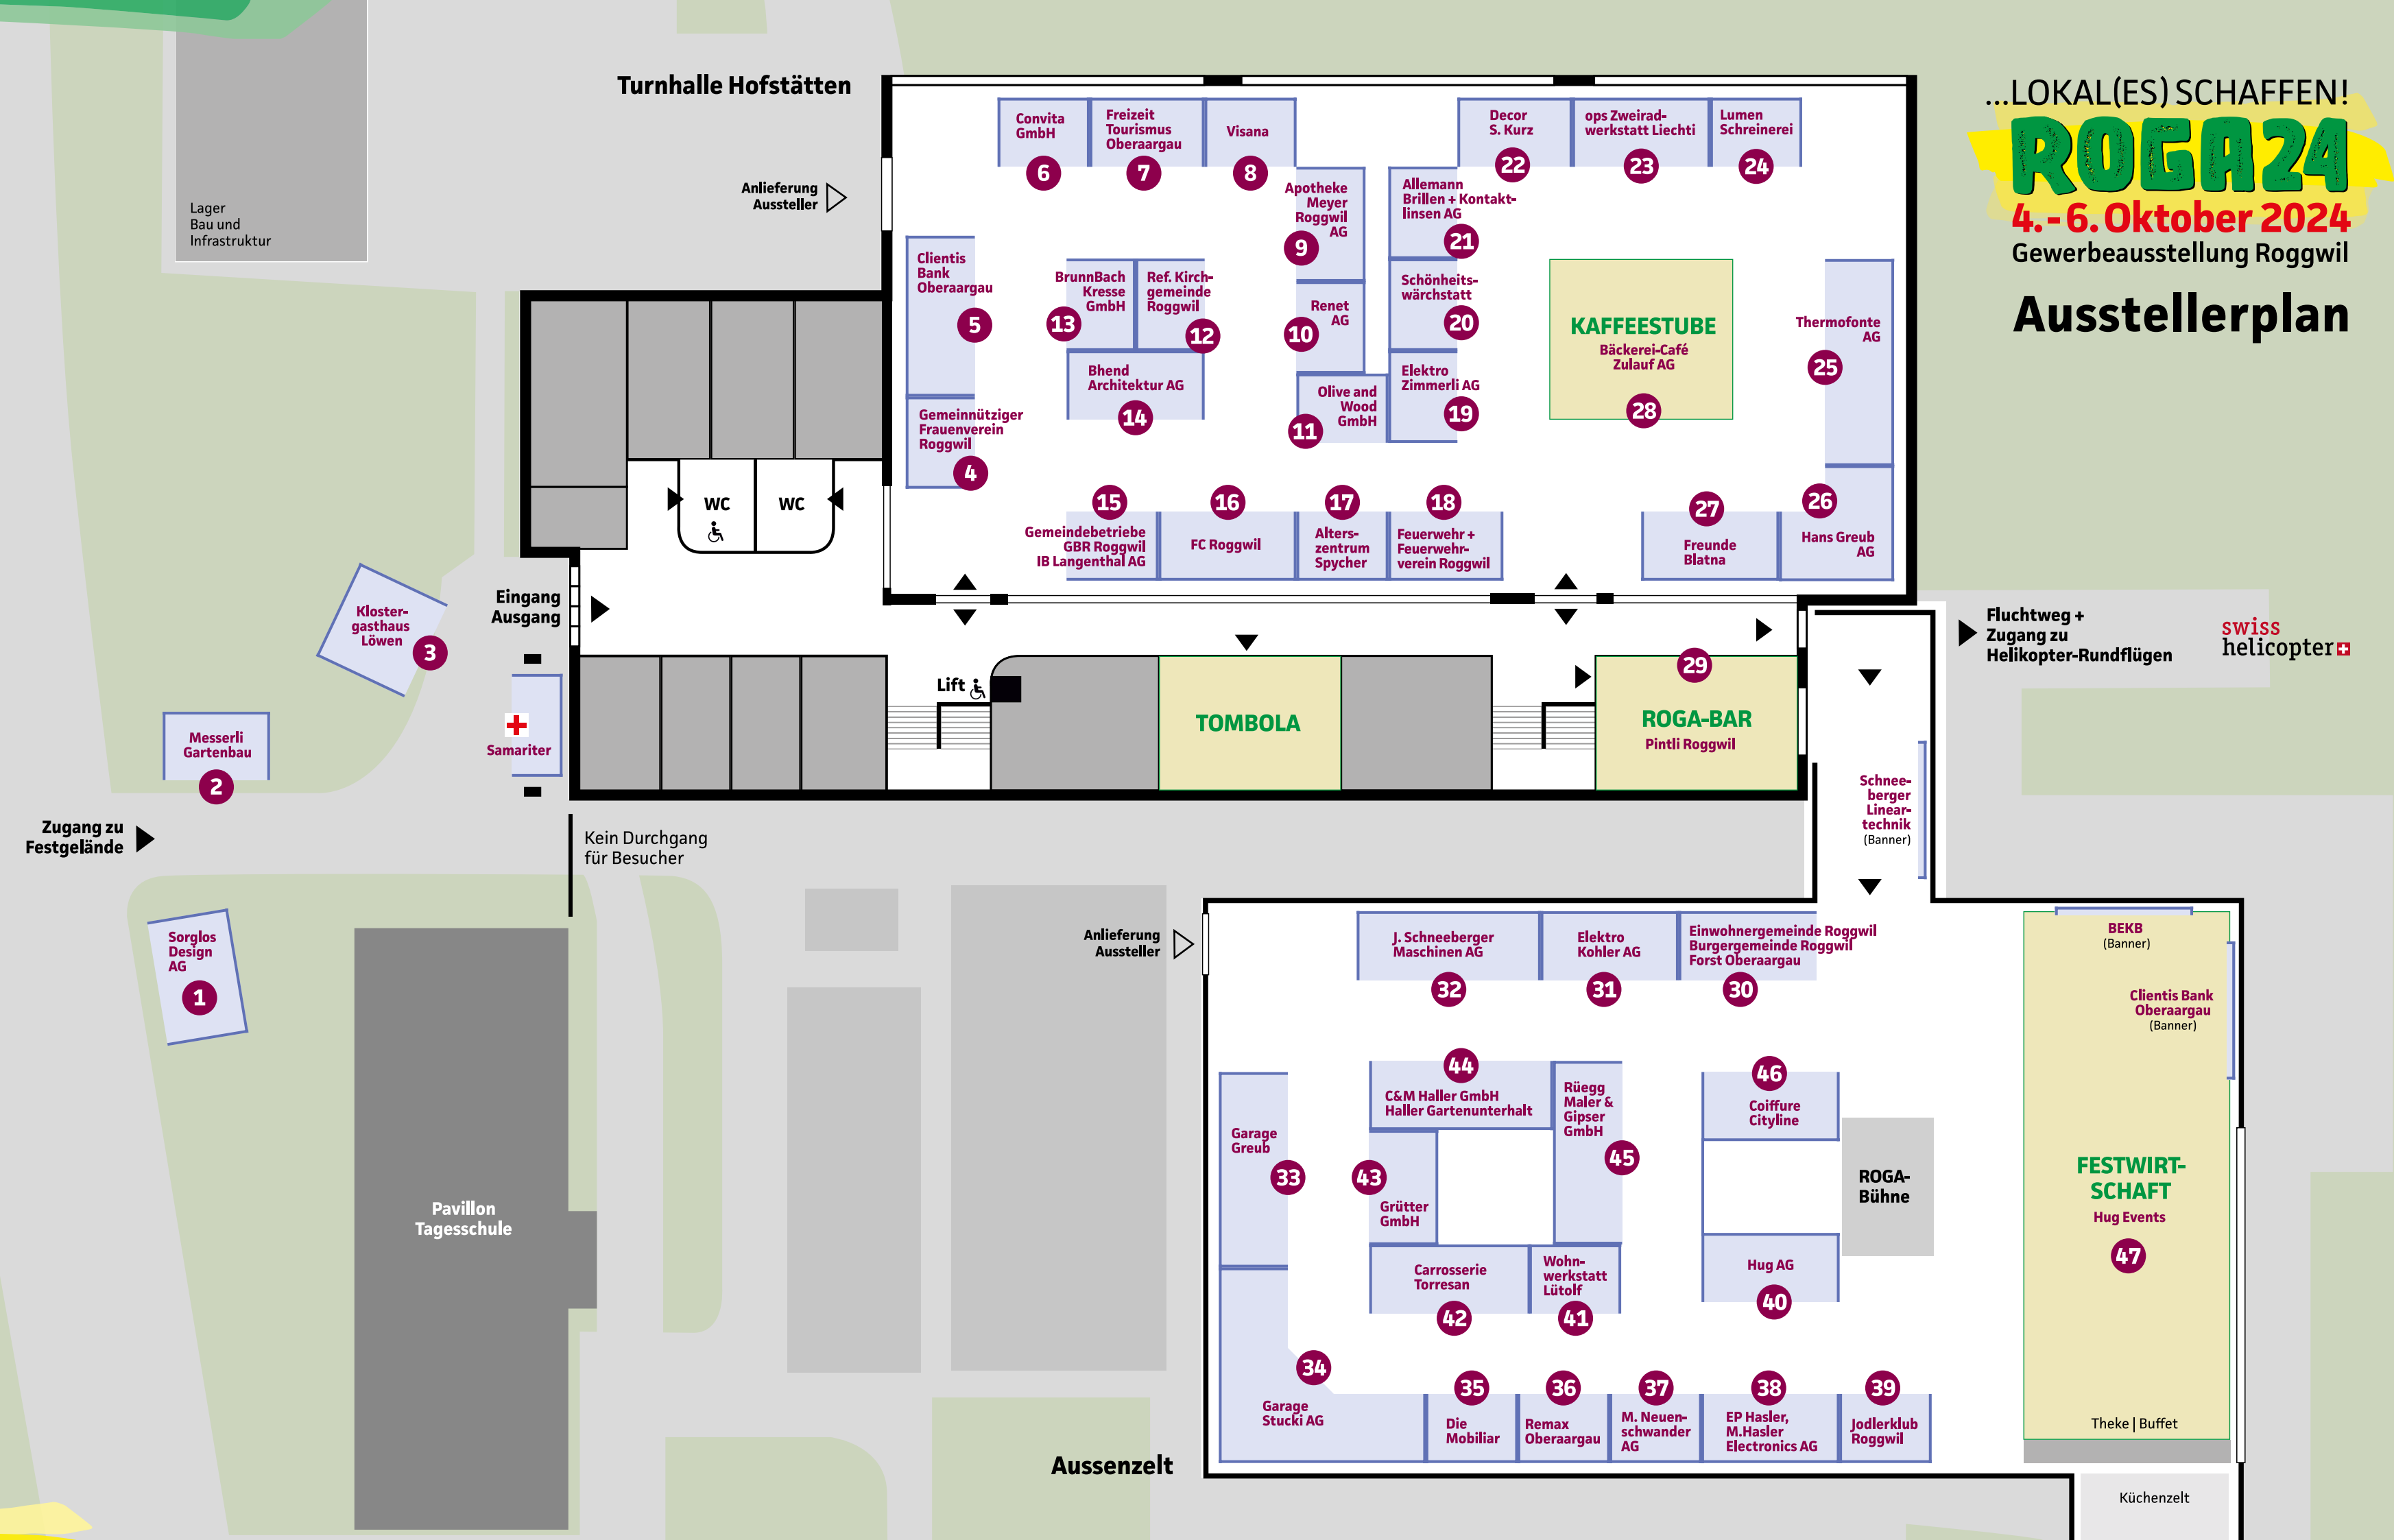 ...LOKAL(ES) SCHAFFEN!
ROGA24
4.-6. Oktober 2024
Gewerbeausstellung Roggwil
Ausstellerplan
Turnhalle Hofstätten
Anlieferung
Aussteller
Lager
Bau und
Infrastruktur
Convita
GmbH
6
Freizeit
Tourismus
Oberaargau
7
Visana
8
Apotheke
Meyer
Roggwil
AG
9
Decor
S. Kurz
22
ops Zweirad-
werkstatt Liechti
23
Lumen
Schreinerei
24
Allemann
Brillen + Kontakt-
linsen AG
21
Clientis
Bank
Oberaargau
5
BrunnBach
Kresse
GmbH
13
Ref. Kirch-
gemeinde
Roggwil
12
Renet
AG
10
Schönheits-
wärchstatt
20
KAFFEESTUBE
Bäckerei-Café
Zulauf AG
28
Thermofonte
AG
25
Bhend
Architektur AG
14
Olive and
Wood
GmbH
11
Elektro
Zimmerli AG
19
Gemeinnütziger
Frauenverein
Roggwil
4
WC
WC
15
Gemeindebetriebe
GBR Roggwil
IB Langenthal AG
16
FC Roggwil
17
Alters-
zentrum
Spycher
18
Feuerwehr +
Feuerwehr-
verein Roggwil
27
Freunde
Blatna
26
Hans Greub
AG
Eingang
Ausgang
Kloster-
gasthaus
Löwen
3
Fluchtweg +
Zugang zu
Helikopter-Rundflügen
swiss
helicopter
Messerli
Gartenbau
2
Samariter
Lift
TOMBOLA
29
ROGA-BAR
Pintli Roggwil
Schnee-
berger
Linear-
technik
(Banner)
Zugang zu
Festgelände
Kein Durchgang
für Besucher
Sorglos
Design
AG
1
Pavillon
Tagesschule
Anlieferung
Aussteller
J. Schneeberger
Maschinen AG
32
Elektro
Kohler AG
31
Einwohnergemeinde Roggwil
Burgergemeinde Roggwil
Forst Oberaargau
30
BEKB
(Banner)
Clientis Bank
Oberaargau
(Banner)
44
C&M Haller GmbH
Haller Gartenunterhalt
Rüegg
Maler &
Gipser
GmbH
45
46
Coiffure
Cityline
Garage
Greub
33
43
Grütter
GmbH
ROGA-
Bühne
FESTWIRT-
SCHAFT
Hug Events
47
Carrosserie
Torresan
42
Wohn-
werkstatt
Lütolf
41
Hug AG
40
34
Garage
Stucki AG
35
Die
Mobiliar
36
Remax
Oberaargau
37
M. Neuen-
schwander
AG
38
EP Hasler,
M.Hasler
Electronics AG
39
Jodlerklub
Roggwil
Theke | Buffet
Aussenzelt
Küchenzelt